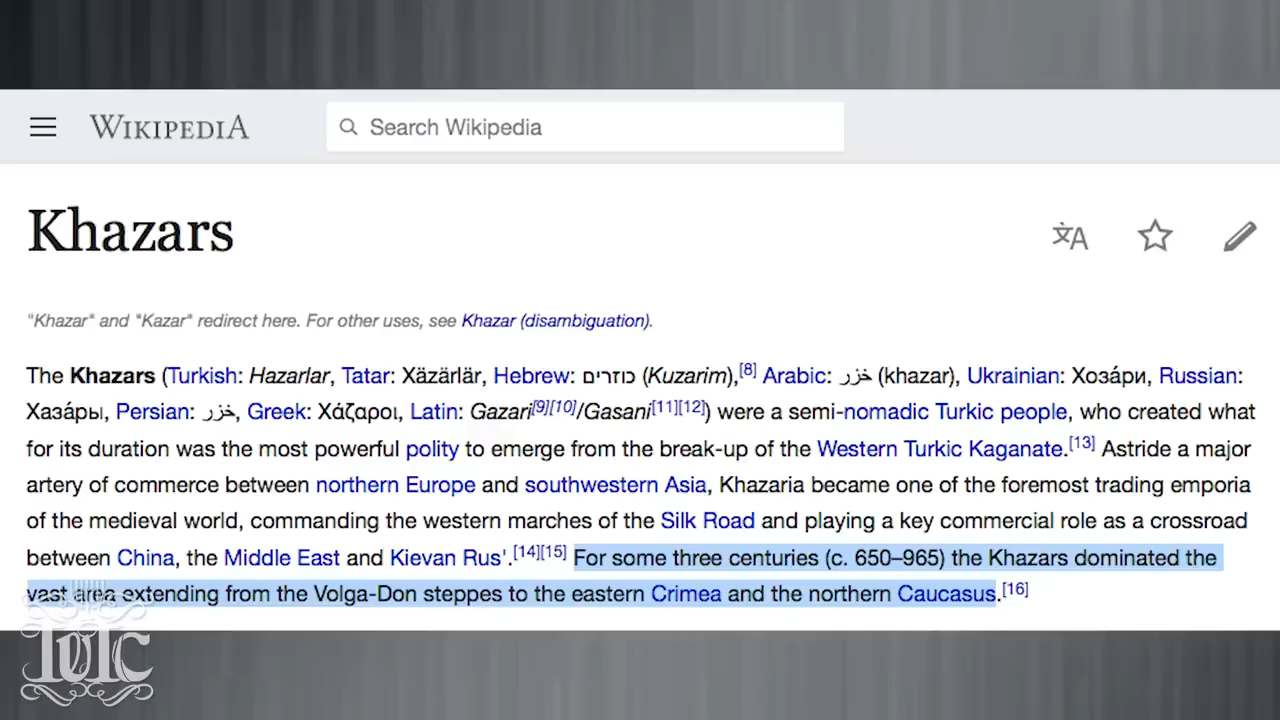 WIKIPEDIA
Search Wikipedia
Khazars
"Khazar" and "Kazar" redirect here. For other uses, see Khazar (disambiguation).
The Khazars (Turkish: Hazarlar, Tatar: Xäzärlär, Hebrew: כוזרים (Kuzarim),[8] Arabic: خزر (khazar), Ukrainian: Хоза́ри, Russian:
Хаза́ры, Persian: خزر, Greek: Χάζαροι, Latin: Gazari[9][10]/Gasani[11][12]) were a semi-nomadic Turkic people, who created what
for its duration was the most powerful polity to emerge from the break-up of the Western Turkic Kaganate.[13] Astride a major
artery of commerce between northern Europe and southwestern Asia, Khazaria became one of the foremost trading emporia
of the medieval world, commanding the western marches of the Silk Road and playing a key commercial role as a crossroad
between China, the Middle East and Kievan Rus'.[14][15] For some three centuries (c. 650–965) the Khazars dominated the
vast area extending from the Volga-Don steppes to the eastern Crimea and the northern Caucasus.[16]
IUIC